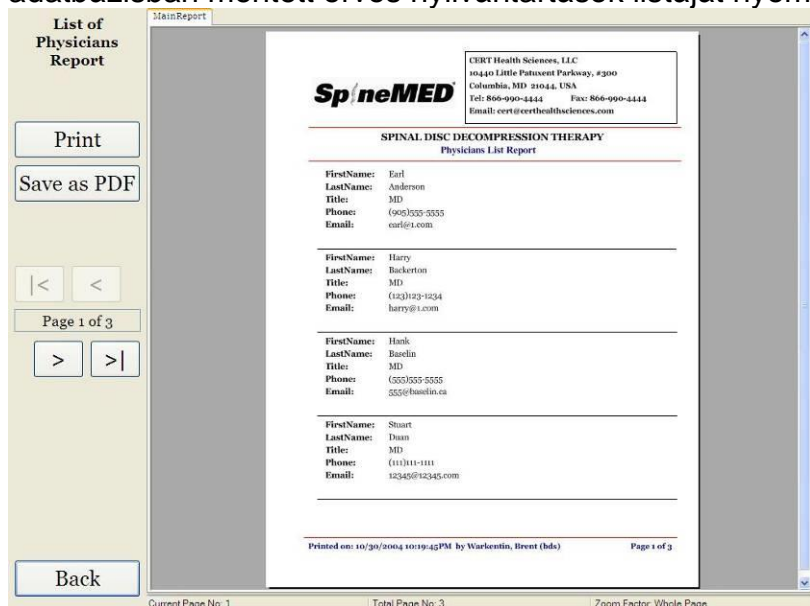 adatbázisban mentett orvos nyilvántartások listáját
List of
Physicians
Report
Print
Save as PDF
|< <
Page 1 of 3
> >|
Back
MainReport
SpineMED
CERT Health Sciences, LLC
10440 Little Patuxent Parkway, #300
Columbia, MD 21044, USA
Tel: 866-990-4444 Fax: 866-990-4444
Email: cert@certhealthsciences.com
SPINAL DISC DECOMPRESSION THERAPY
Physicians List Report
FirstName: Earl
LastName: Anderson
Title: MD
Phone: (905)555-5555
Email: earl@1.com
FirstName: Harry
LastName: Backerton
Title: MD
Phone: (123)123-1234
Email: harry@1.com
FirstName: Hank
LastName: Baselin
Title: MD
Phone: (555)555-5555
Email: 555@baselin.ca
FirstName: Stuart
LastName: Daan
Title: MD
Phone: (111)111-1111
Email: 12345@12345.com
Printed on: 10/30/2004 10:19:45PM by Warkentin, Brent (hds) Page 1 of 3
Current Page No: 1 Total Page No: 3 Zoom Factor: Whole Page